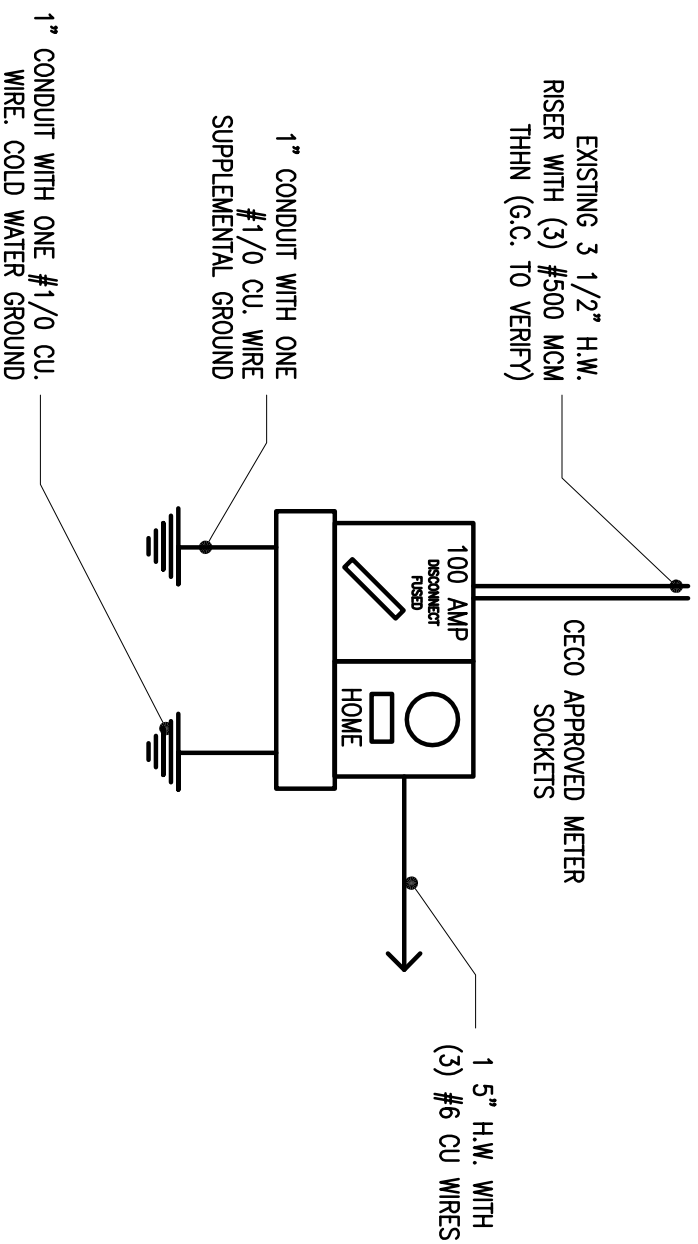 EXISTING 3 1/2" H.W.
RISER WITH (3) #500 MCM
THHN (G.C. TO VERIFY)
CECO APPROVED METER
SOCKETS
100 AMP
DISCONNECT
FUSED
HOME
1 5" H.W. WITH
(3) #6 CU WIRES
1" CONDUIT WITH ONE
#1/0 CU. WIRE
SUPPLEMENTAL GROUND
1" CONDUIT WITH ONE #1/0 CU.
WIRE. COLD WATER GROUND